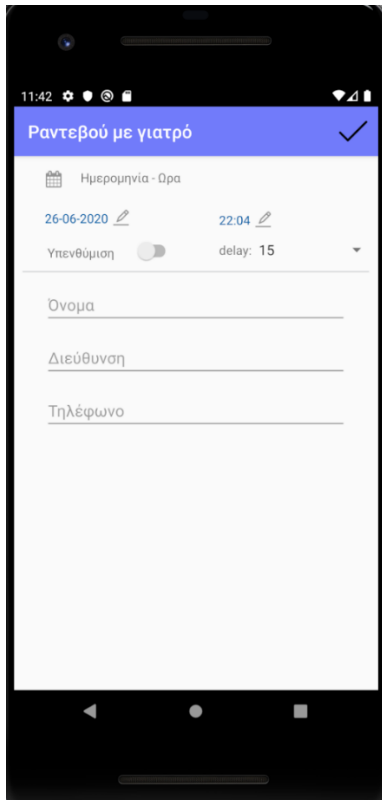 11:42
Ραντεβού με γιατρό
Ημερομηνία - Ωρα
26-06-2020 22:04
Υπενθύμιση delay: 15
Όνομα
Διεύθυνση
Τηλέφωνο